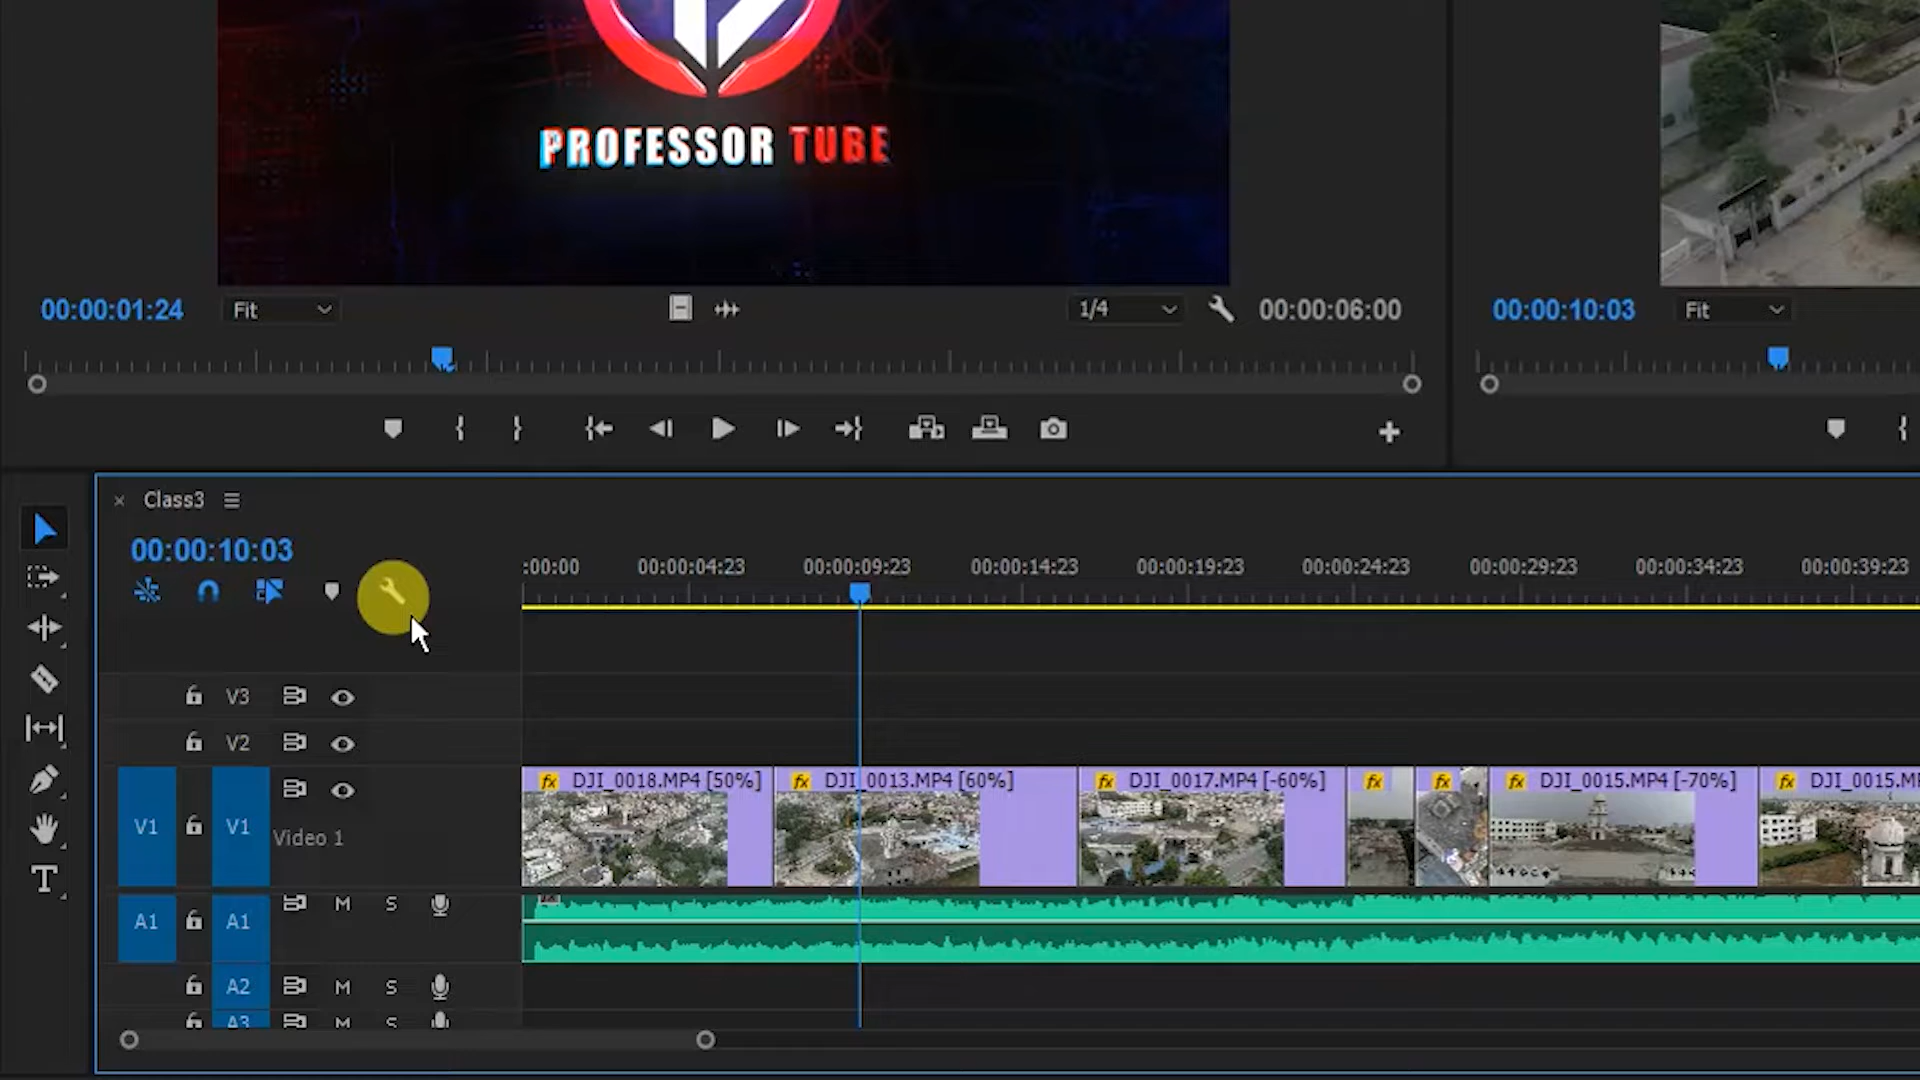 PROFESSOR TUBE
00:00:01:24
Fit
1/4
00:00:06:00
00:00:10:03
Fit
Class3
00:00:10:03
:00:00
00:00:04:23
00:00:09:23
00:00:14:23
00:00:19:23
00:00:24:23
00:00:29:23
00:00:34:23
00:00:39:23
V3
V2
fx DJI_0018.MP4 [50%]
fx DJI_0013.MP4 [60%]
fx DJI_0017.MP4 [-60%]
fx
fx
fx DJI_0015.MP4 [-70%]
fx DJI_0015.M
V1
V1
Video 1
A1
A1
M
S
A2
M
S
A3
M
S
T